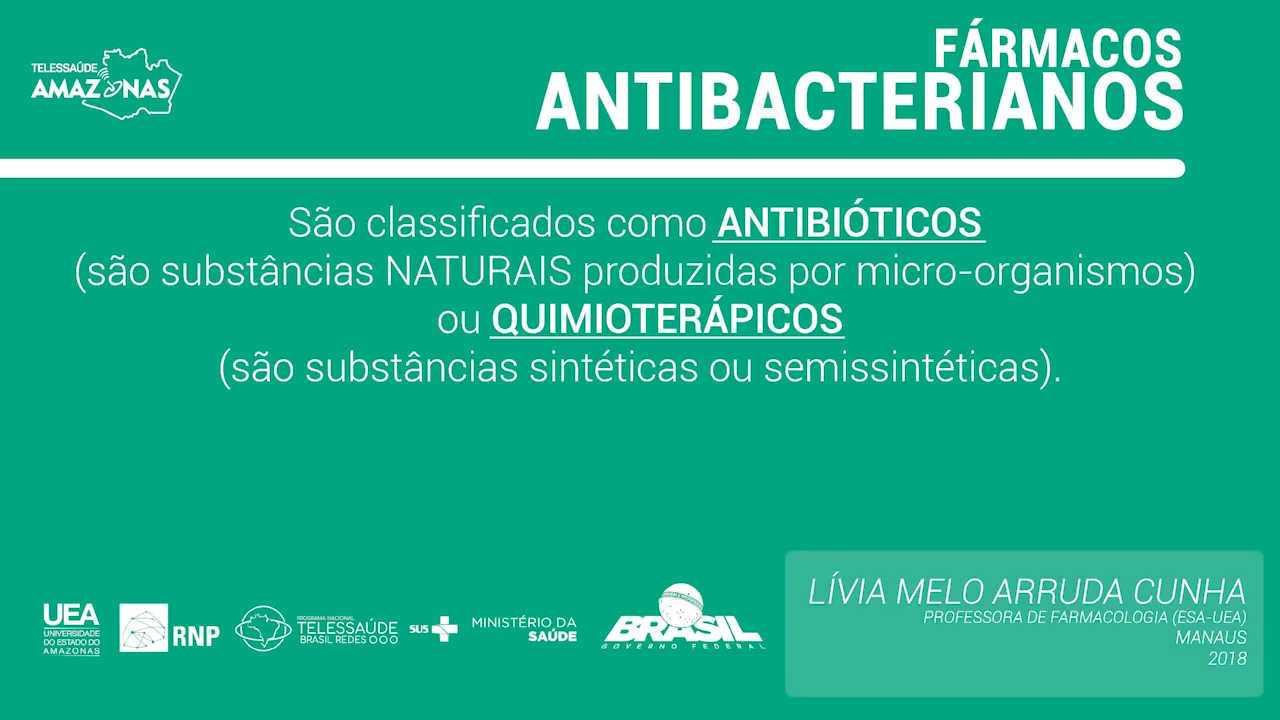 TELESSAÚDE
AMAZONAS
FÁRMACOS
ANTIBACTERIANOS
São classificados como ANTIBIÓTICOS
(são substâncias NATURAIS produzidas por micro-organismos)
ou QUIMIOTERÁPICOS
(são substâncias sintéticas ou semissintéticas).
UEA
UNIVERSIDADE
DO ESTADO DO
AMAZONAS
RNP
PROGRAMA NACIONAL
TELESSAÚDE
BRASIL REDES
SUS
MINISTÉRIO DA
SAÚDE
BRASIL
GOVERNO FEDERAL
LÍVIA MELO ARRUDA CUNHA
PROFESSORA DE FARMACOLOGIA (ESA-UEA)
MANAUS
2018